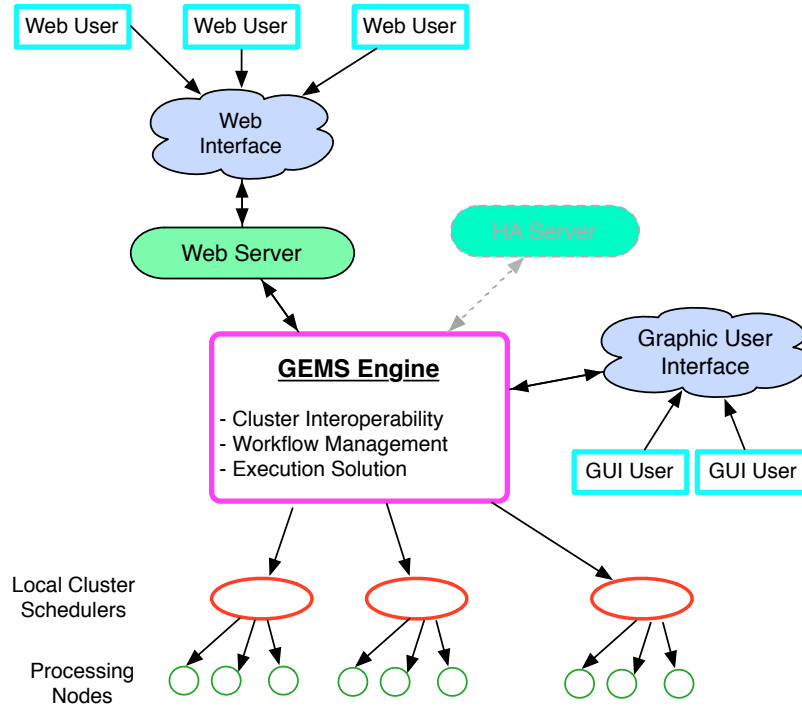 Web User
Web User
Web User
Web
Interface
Web Server
HA Server
GEMS Engine
- Cluster Interoperability
- Workflow Management
- Execution Solution
Graphic User
Interface
GUI User
GUI User
Local Cluster
Schedulers
Processing
Nodes